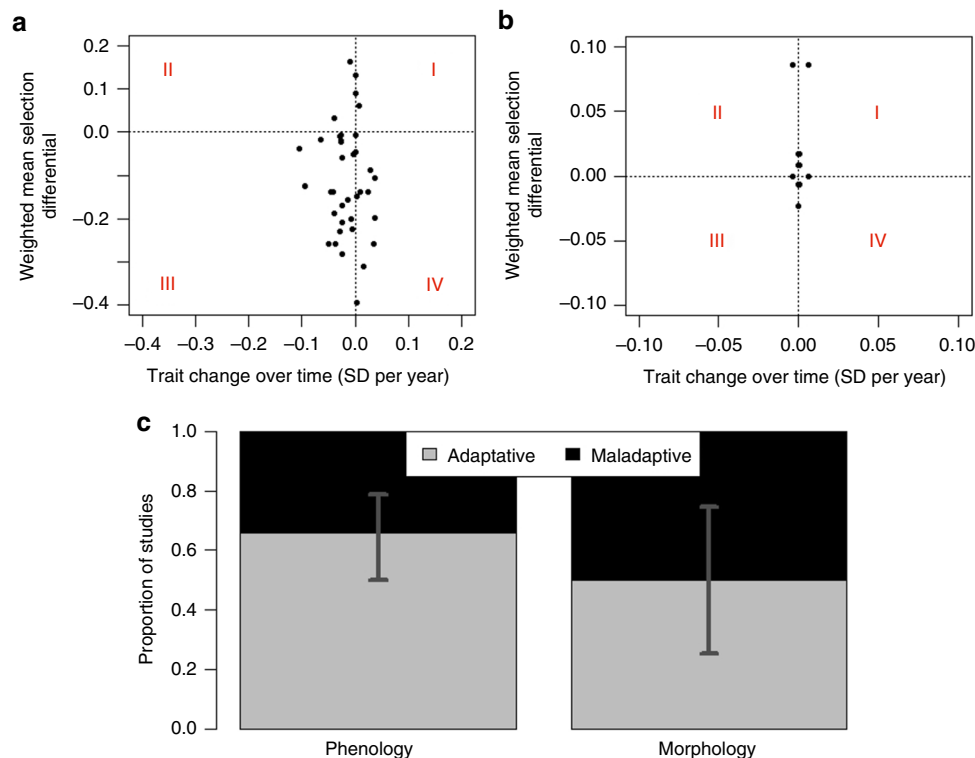 a
0.2
0.1
0.0
–0.2
–0.4
Weighted mean selection
differential
II
I
III
IV
–0.4 –0.3 –0.2 –0.1 0.0 0.1 0.2
Trait change over time (SD per year)
b
0.10
0.05
0.00
–0.05
–0.10
Weighted mean selection
differential
II
I
III
IV
–0.10 –0.05 0.00 0.05 0.10
Trait change over time (SD per year)
c
1.0
0.8
0.6
0.4
0.2
0.0
Proportion of studies
Adaptative Maladaptive
Phenology Morphology